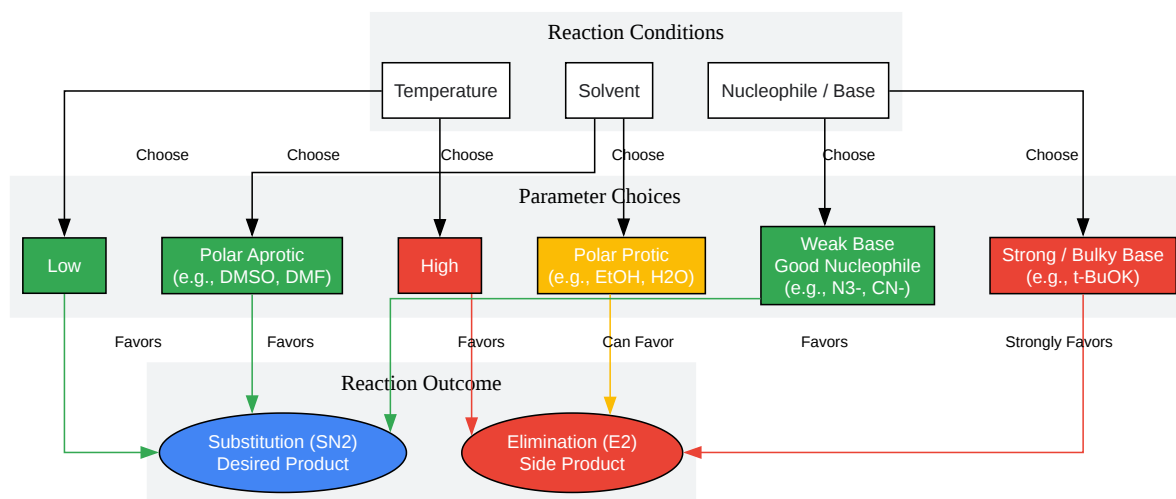 Reaction Conditions
Temperature
Solvent
Nucleophile / Base
Choose
Choose
Choose
Choose
Choose
Choose
Parameter Choices
Low
Polar Aprotic
(e.g., DMSO, DMF)
High
Polar Protic
(e.g., EtOH, H2O)
Weak Base
Good Nucleophile
(e.g., N3-, CN-)
Strong / Bulky Base
(e.g., t-BuOK)
Favors
Favors
Favors
Can Favor
Favors
Strongly Favors
Reaction Outcome
Substitution (SN2)
Desired Product
Elimination (E2)
Side Product